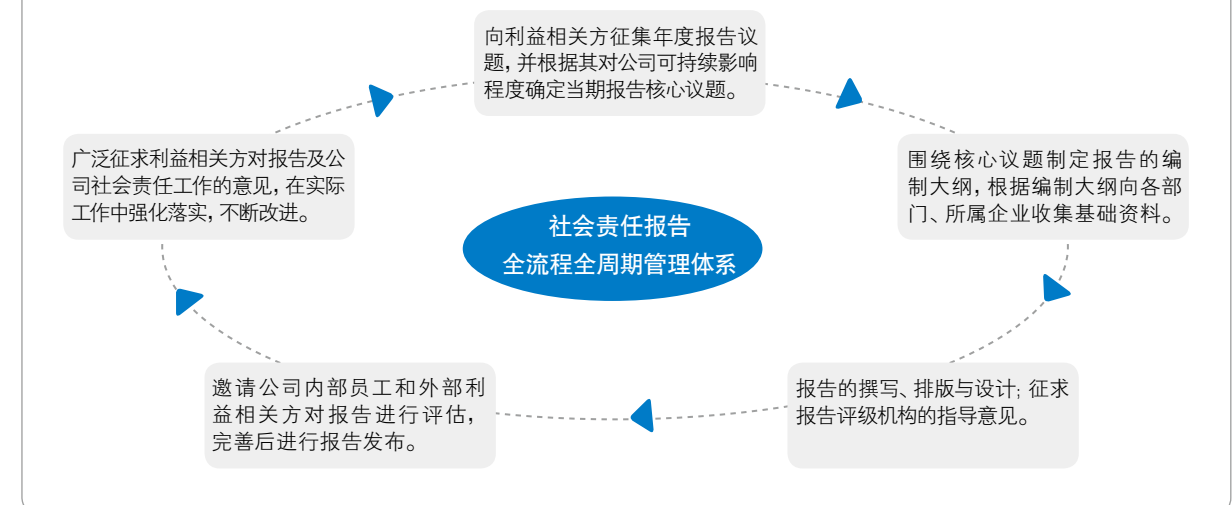 向利益相关方征集年度报告议
题，并根据其对公司可持续影响
程度确定当期报告核心议题。
广泛征求利益相关方对报告及公
司社会责任工作的意见，在实际
工作中强化落实，不断改进。
围绕核心议题制定报告的编
制大纲，根据编制大纲向各部
门、所属企业收集基础资料。
社会责任报告
全流程全周期管理体系
邀请公司内部员工和外部利
益相关方对报告进行评估，
完善后进行报告发布。
报告的撰写、排版与设计；征求
报告评级机构的指导意见。